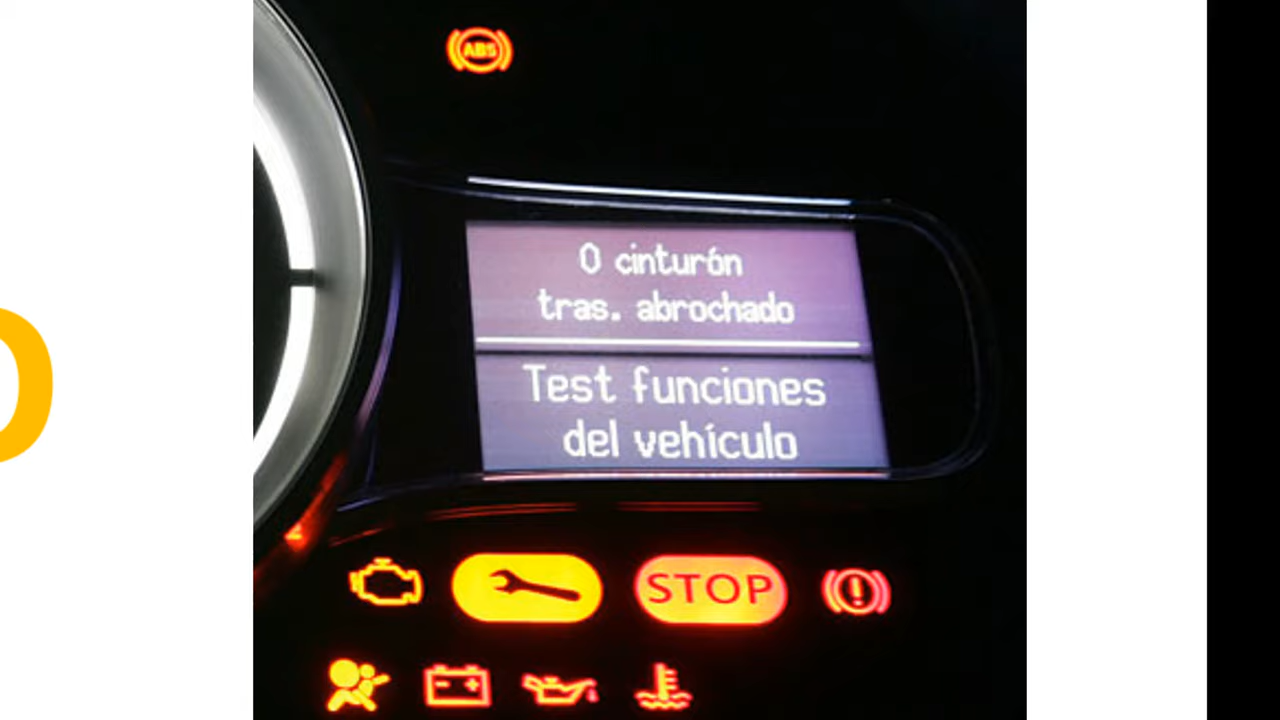 ABS
0 cinturón
tras. abrochado
Test funciones
del vehículo
STOP